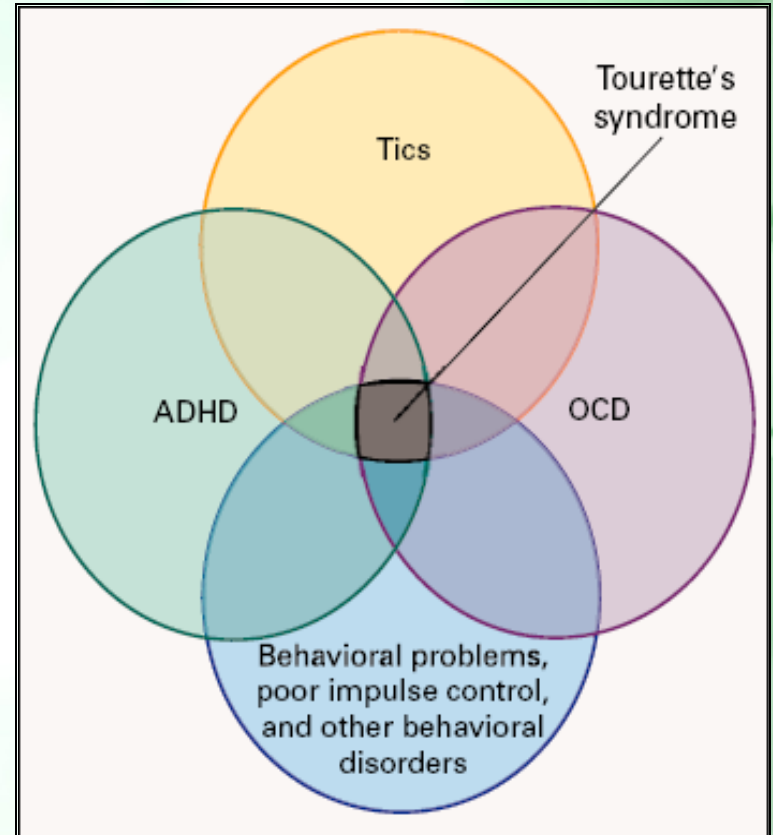 Tourette's
syndrome
Tics
ADHD
OCD
Behavioral problems,
poor impulse control,
and other behavioral
disorders